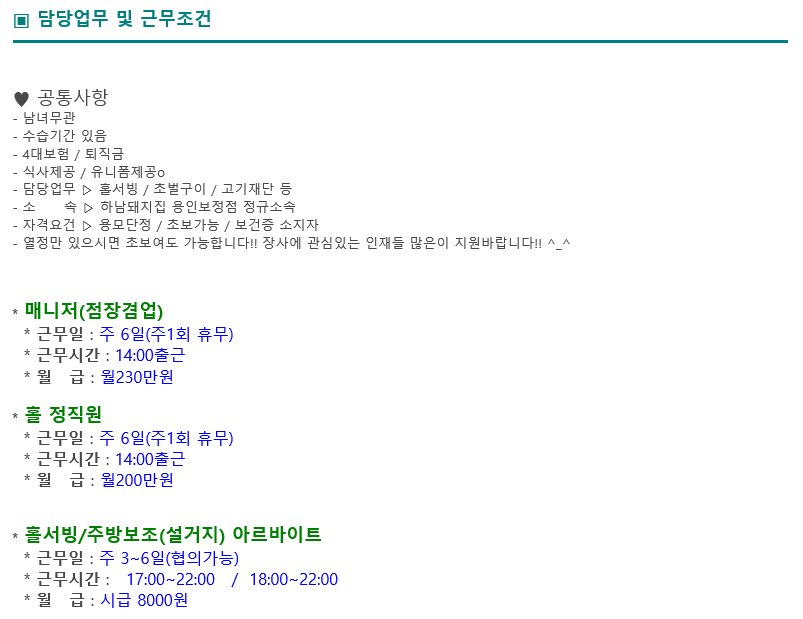 ▣ 담당업무 및 근무조건
♥ 공통사항
- 남녀무관
- 수습기간 있음
- 4대보험 / 퇴직금
- 식사제공 / 유니폼제공o
- 담당업무 ▷ 홀서빙 / 초벌구이 / 고기재단 등
- 소 속 ▷ 하남돼지집 용인보정점 정규소속
- 자격요건 ▷ 용모단정 / 초보가능 / 보건증 소지자
- 열정만 있으시면 초보여도 가능합니다!! 장사에 관심있는 인재들 많은이 지원바랍니다!! ^_^
* 매니저(점장겸업)
* 근무일 : 주 6일(주1회 휴무)
* 근무시간 : 14:00출근
* 월 급 : 월230만원
* 홀 정직원
* 근무일 : 주 6일(주1회 휴무)
* 근무시간 : 14:00출근
* 월 급 : 월200만원
* 홀서빙/주방보조(설거지) 아르바이트
* 근무일 : 주 3~6일(협의가능)
* 근무시간 : 17:00~22:00 / 18:00~22:00
* 월 급 : 시급 8000원